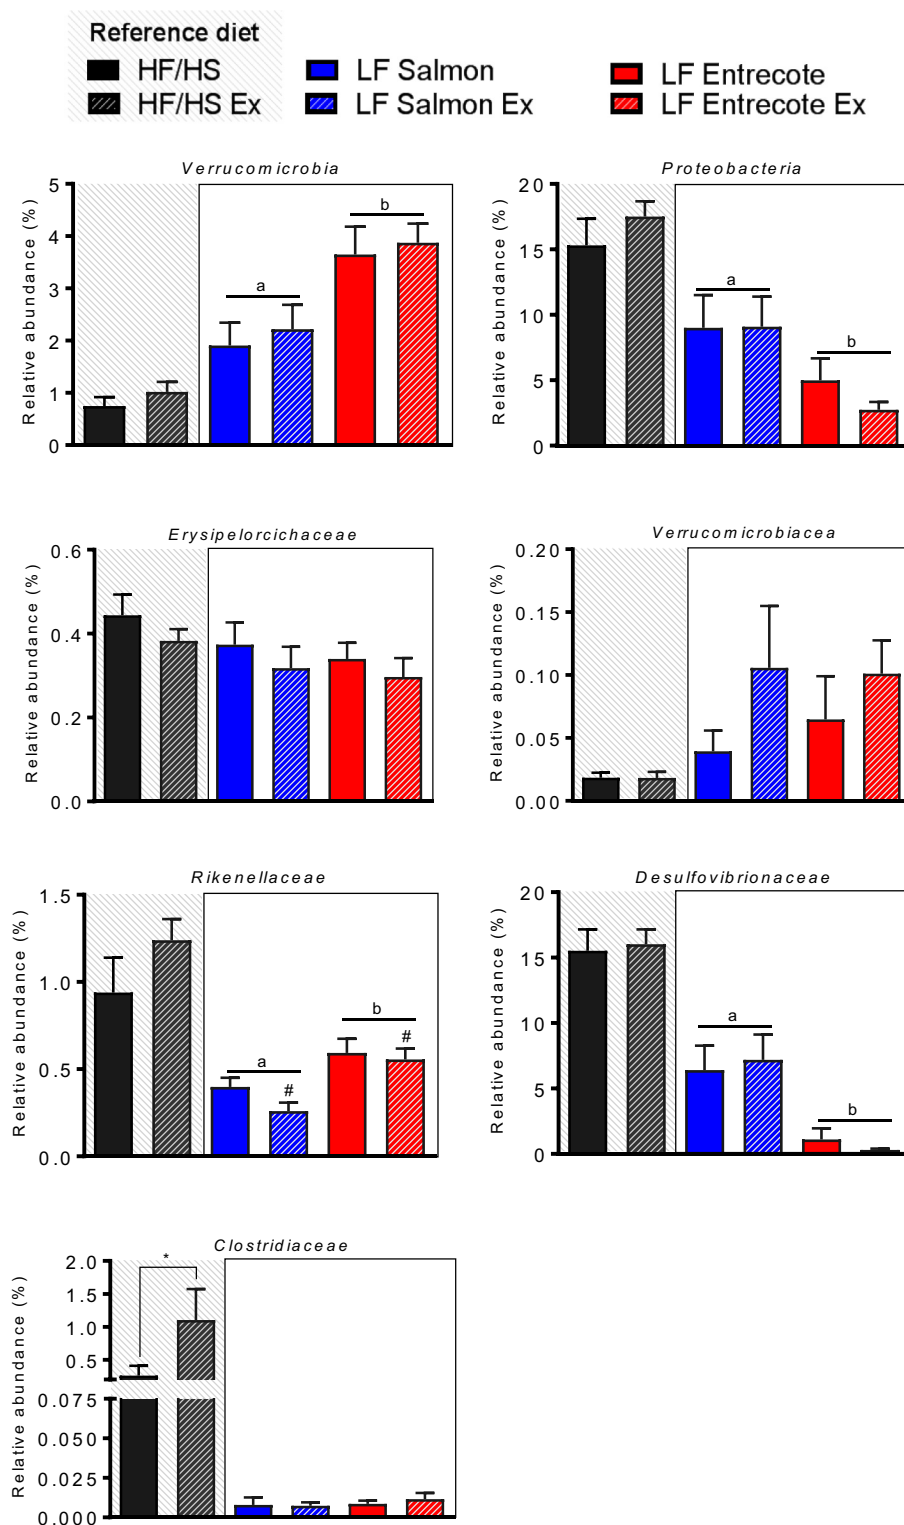 Reference diet
HF/HS LF Salmon LF Entrecote
HF/HS Ex LF Salmon Ex LF Entrecote Ex
Verrucomicrobia
Relative abundance (%)
5
4
3
2
1
0
a
b
Proteobacteria
Relative abundance (%)
20
15
10
5
0
a
b
Erysipelorcichaceae
Relative abundance (%)
0.6
0.4
0.2
0.0
Verrucomicrobiacea
Relative abundance (%)
0.20
0.15
0.10
0.05
0.00
Rikenellaceae
Relative abundance (%)
1.5
1.0
0.5
0.0
a
#
b
#
Desulfovibrionaceae
Relative abundance (%)
20
15
10
5
0
a
b
Clostridiaceae
Relative abundance (%)
2.0
1.5
1.0
0.5
0.075
0.050
0.025
0.000
*